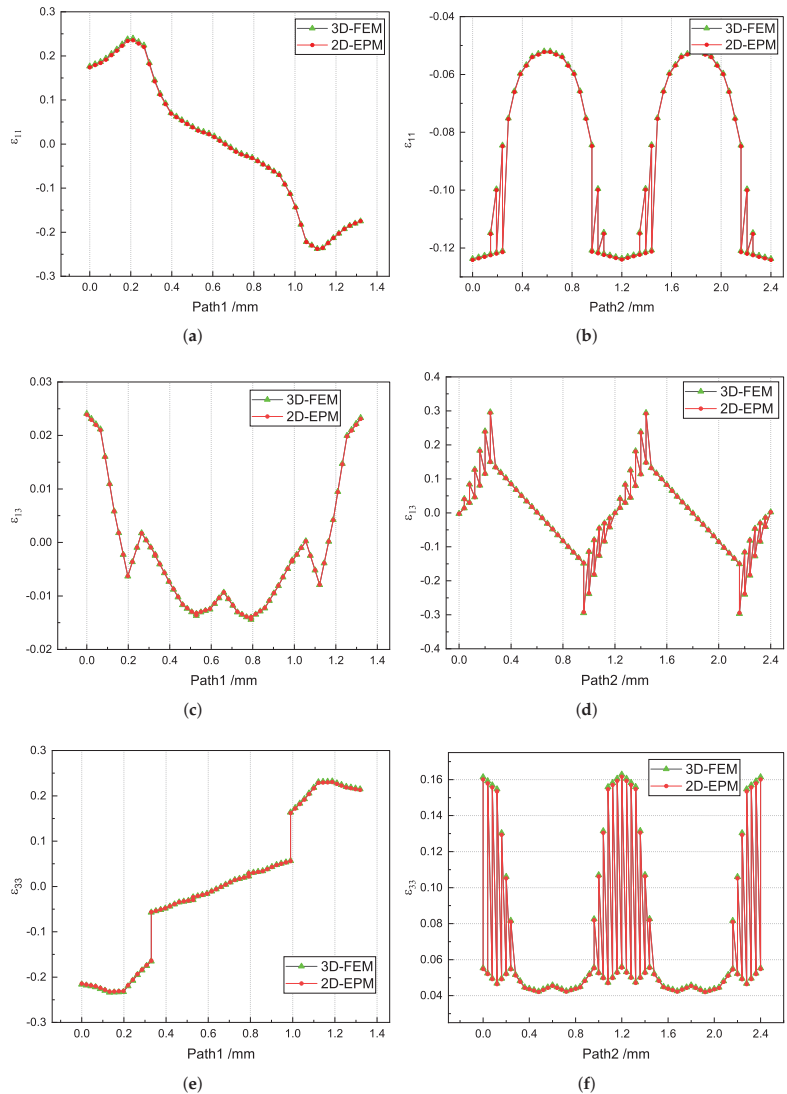 0.3
0.2
0.1
0.0
-0.1
-0.2
-0.3
ε11
3D-FEM
2D-EPM
0.0 0.2 0.4 0.6 0.8 1.0 1.2 1.4
Path1 /mm
(a)
-0.04
-0.06
-0.08
-0.10
-0.12
ε11
3D-FEM
2D-EPM
0.0 0.4 0.8 1.2 1.6 2.0 2.4
Path2 /mm
(b)
0.03
0.02
0.01
0.00
-0.01
-0.02
ε13
3D-FEM
2D-EPM
0.0 0.2 0.4 0.6 0.8 1.0 1.2 1.4
Path1 /mm
(c)
0.4
0.3
0.2
0.1
0.0
-0.1
-0.2
-0.3
-0.4
ε13
3D-FEM
2D-EPM
0.0 0.4 0.8 1.2 1.6 2.0 2.4
Path2 /mm
(d)
0.3
0.2
0.1
0.0
-0.1
-0.2
-0.3
ε33
3D-FEM
2D-EPM
0.0 0.2 0.4 0.6 0.8 1.0 1.2 1.4
Path1 /mm
(e)
0.16
0.14
0.12
0.10
0.08
0.06
0.04
ε33
3D-FEM
2D-EPM
0.0 0.4 0.8 1.2 1.6 2.0 2.4
Path2 /mm
(f)